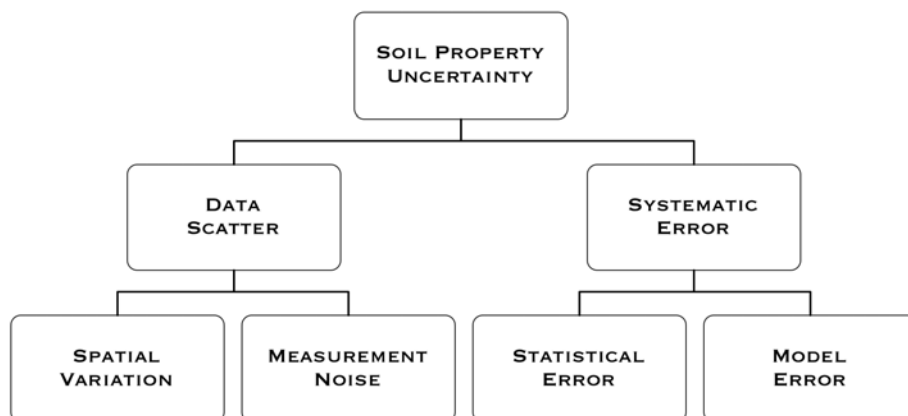 SOIL PROPERTY
UNCERTAINTY
DATA
SCATTER
SYSTEMATIC
ERROR
SPATIAL
VARIATION
MEASUREMENT
NOISE
STATISTICAL
ERROR
MODEL
ERROR